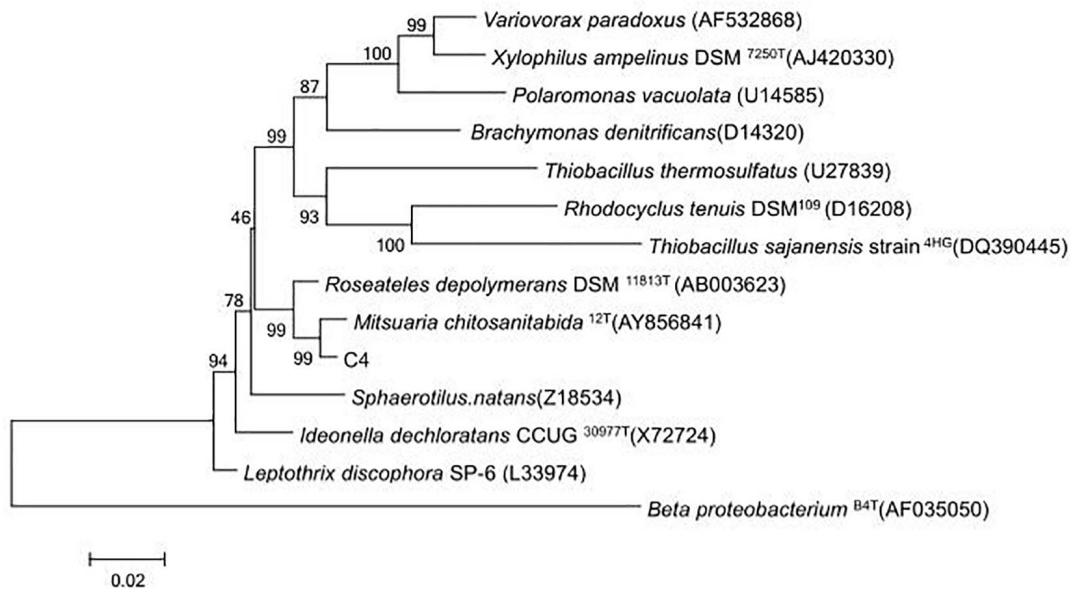 99
Variovorax paradoxus (AF532868)
100
Xylophilus ampelinus DSM 7250T(AJ420330)
87
Polaromonas vacuolata (U14585)
99
Brachymonas denitrificans(D14320)
Thiobacillus thermosulfatus (U27839)
46
93
Rhodocyclus tenuis DSM109 (D16208)
100
Thiobacillus sajanensis strain 4HG(DQ390445)
78
Roseateles depolymerans DSM 11813T (AB003623)
99
Mitsuaria chitosanitabida 12T(AY856841)
99
C4
94
Sphaerotilus.natans(Z18534)
Ideonella dechloratans CCUG 30977T(X72724)
Leptothrix discophora SP-6 (L33974)
Beta proteobacterium B4T(AF035050)
0.02